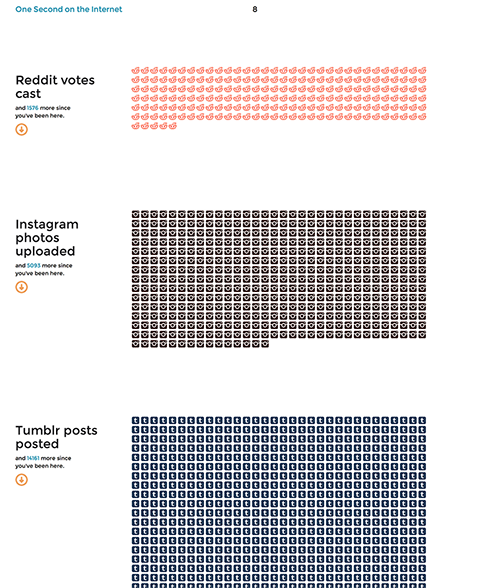 One Second on the Internet
8
Reddit votes
cast
and 1576 more since
you've been here.
Instagram
photos
uploaded
and 5093 more since
you've been here.
Tumblr posts
posted
and 14161 more since
you've been here.